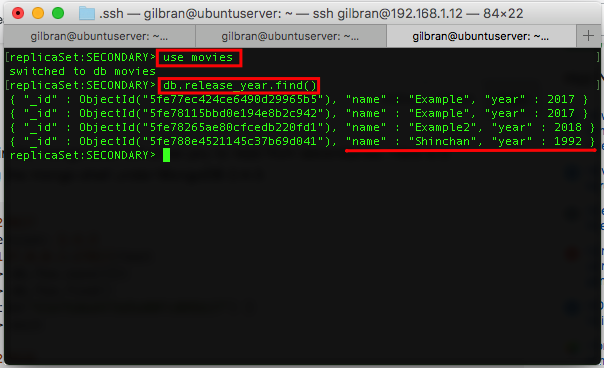 .ssh — gilbran@ubuntuserver: ~ — ssh gilbran@192.168.1.12 — 84×22
gilbran@ubuntuserver: ~... gilbran@ubuntuserver: ~... gilbran@ubuntuserver: ~... +
[replicaSet:SECONDARY> use movies ]
switched to db movies
[replicaSet:SECONDARY> db.release_year.find() ]
{ "_id" : ObjectId("5fe77ec424ce6490d29965b5"), "name" : "Example", "year" : 2017 }
{ "_id" : ObjectId("5fe78115bbd0e194e8b2c942"), "name" : "Example", "year" : 2017 }
{ "_id" : ObjectId("5fe78265ae80cfcedb220fd1"), "name" : "Example2", "year" : 2018 }
{ "_id" : ObjectId("5fe788e4521145c37b69d041"), "name" : "Shinchan", "year" : 1992 }
replicaSet:SECONDARY>